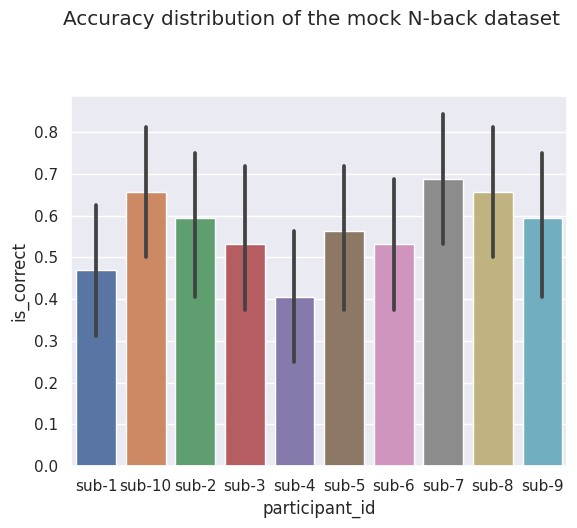 Accuracy distribution of the mock N-back dataset
is_correct
0.8
0.7
0.6
0.5
0.4
0.3
0.2
0.1
0.0
sub-1 sub-10 sub-2 sub-3 sub-4 sub-5 sub-6 sub-7 sub-8 sub-9
participant_id